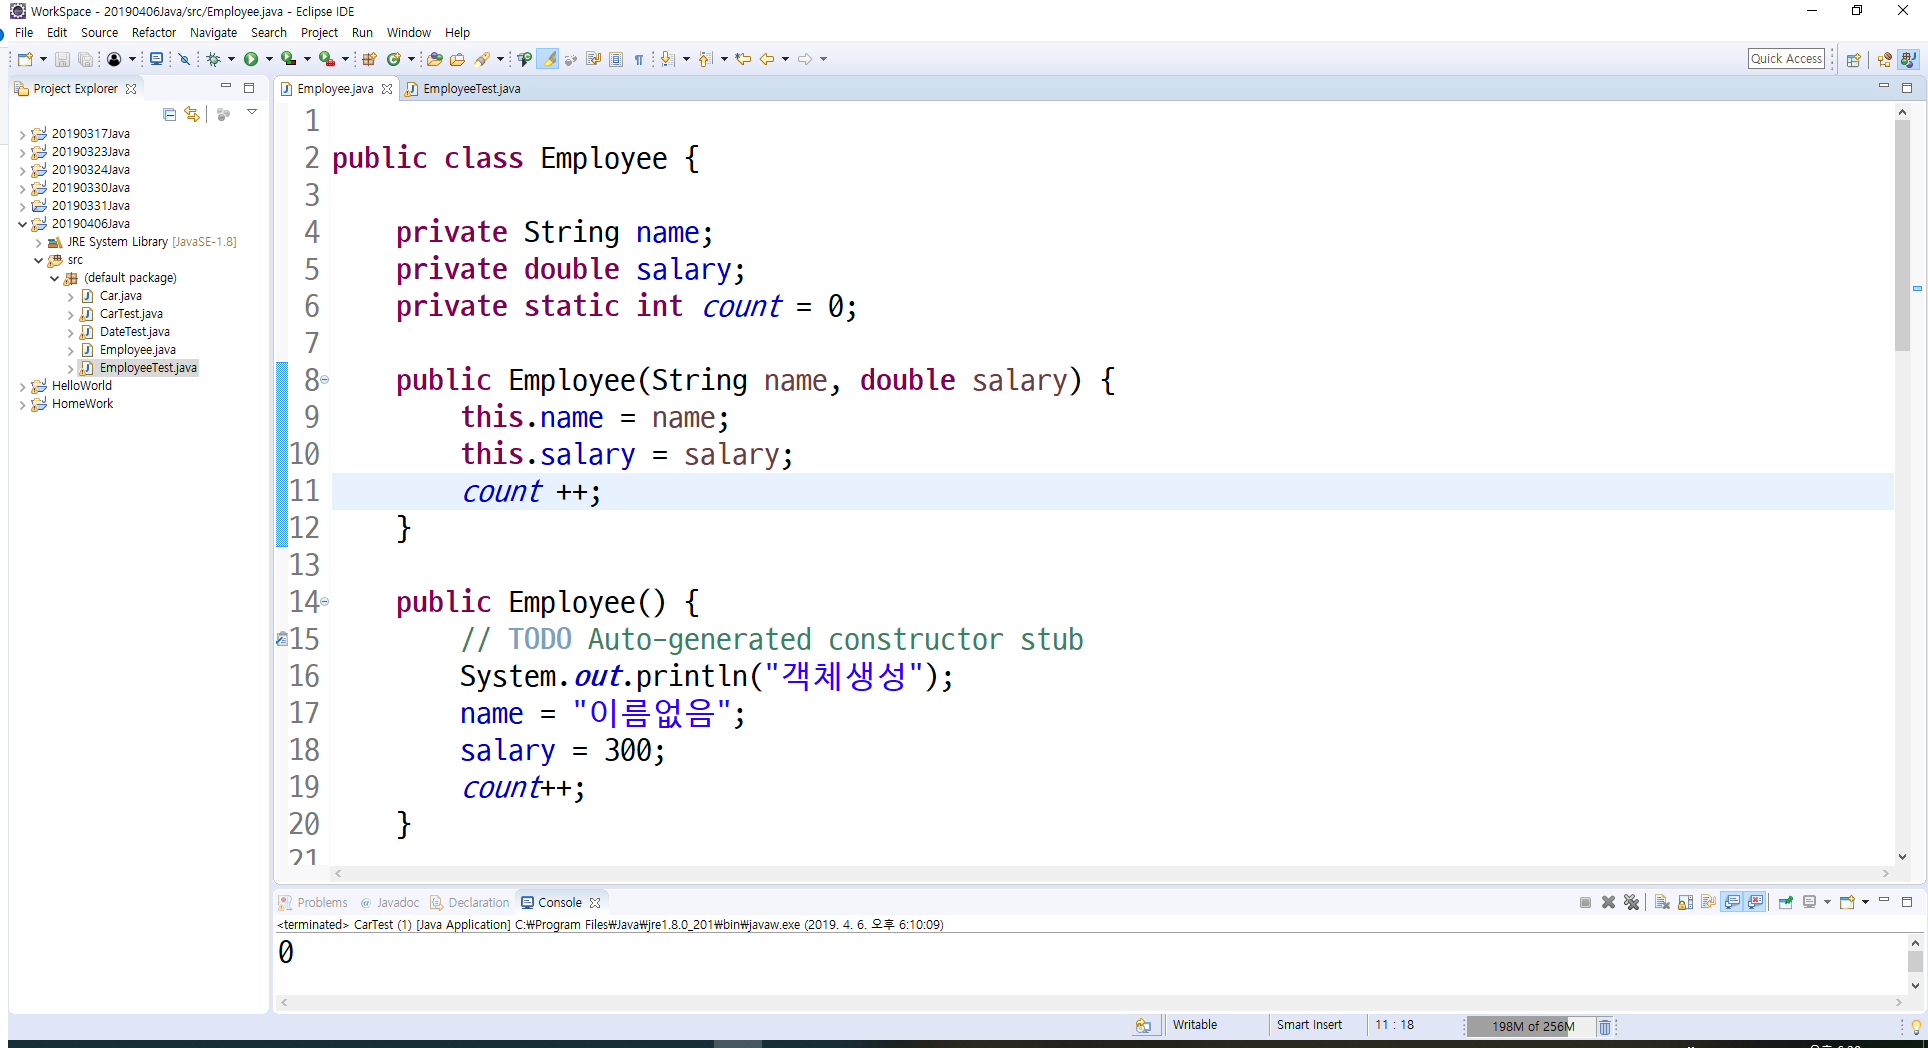 WorkSpace - 20190406Java/src/Employee.java - Eclipse IDE
File Edit Source Refactor Navigate Search Project Run Window Help
Quick Access
Project Explorer
Employee.java
EmployeeTest.java
20190317Java
20190323Java
20190324Java
20190330Java
20190331Java
20190406Java
JRE System Library [JavaSE-1.8]
src
(default package)
Car.java
CarTest.java
DateTest.java
Employee.java
EmployeeTest.java
HelloWorld
HomeWork
1
2 public class Employee {
3
4 private String name;
5 private double salary;
6 private static int count = 0;
7
8 public Employee(String name, double salary) {
9 this.name = name;
10 this.salary = salary;
11 count ++;
12 }
13
14 public Employee() {
15 // TODO Auto-generated constructor stub
16 System.out.println("객체생성");
17 name = "이름없음";
18 salary = 300;
19 count++;
20 }
21
Problems @ Javadoc Declaration Console
<terminated> CarTest (1) [Java Application] C:₩Program Files₩Java₩jre1.8.0_201₩bin₩javaw.exe (2019. 4. 6. 오후 6:10:09)
0
Writable Smart Insert 11 : 18 198M of 256M